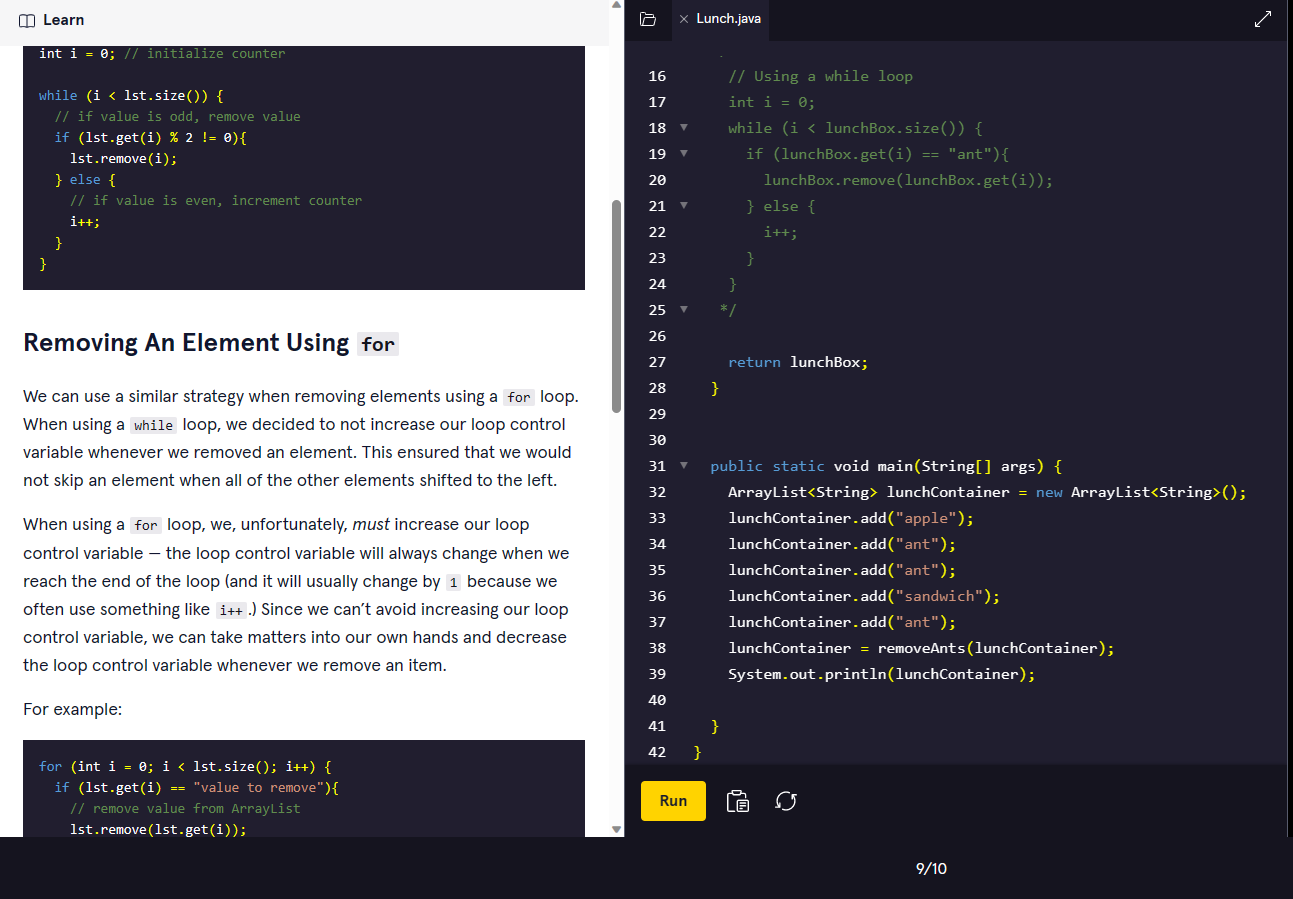 Learn
int i = 0; // initialize counter
while (i < lst.size()) {
// if value is odd, remove value
if (lst.get(i) % 2 != 0){
lst.remove(i);
} else {
// if value is even, increment counter
i++;
}
}
Removing An Element Using for
We can use a similar strategy when removing elements using a for loop.
When using a while loop, we decided to not increase our loop control
variable whenever we removed an element. This ensured that we would
not skip an element when all of the other elements shifted to the left.
When using a for loop, we, unfortunately, must increase our loop
control variable — the loop control variable will always change when we
reach the end of the loop (and it will usually change by 1 because we
often use something like i++.) Since we can’t avoid increasing our loop
control variable, we can take matters into our own hands and decrease
the loop control variable whenever we remove an item.
For example:
for (int i = 0; i < lst.size(); i++) {
if (lst.get(i) == "value to remove"){
// remove value from ArrayList
lst.remove(lst.get(i));
Lunch.java
16 // Using a while loop
17 int i = 0;
18 while (i < lunchBox.size()) {
19 if (lunchBox.get(i) == "ant"){
20 lunchBox.remove(lunchBox.get(i));
21 } else {
22 i++;
23 }
24 }
25 */
26
27 return lunchBox;
28 }
29
30
31 public static void main(String[] args) {
32 ArrayList<String> lunchContainer = new ArrayList<String>();
33 lunchContainer.add("apple");
34 lunchContainer.add("ant");
35 lunchContainer.add("ant");
36 lunchContainer.add("sandwich");
37 lunchContainer.add("ant");
38 lunchContainer = removeAnts(lunchContainer);
39 System.out.println(lunchContainer);
40
41 }
42 }
Run
9/10